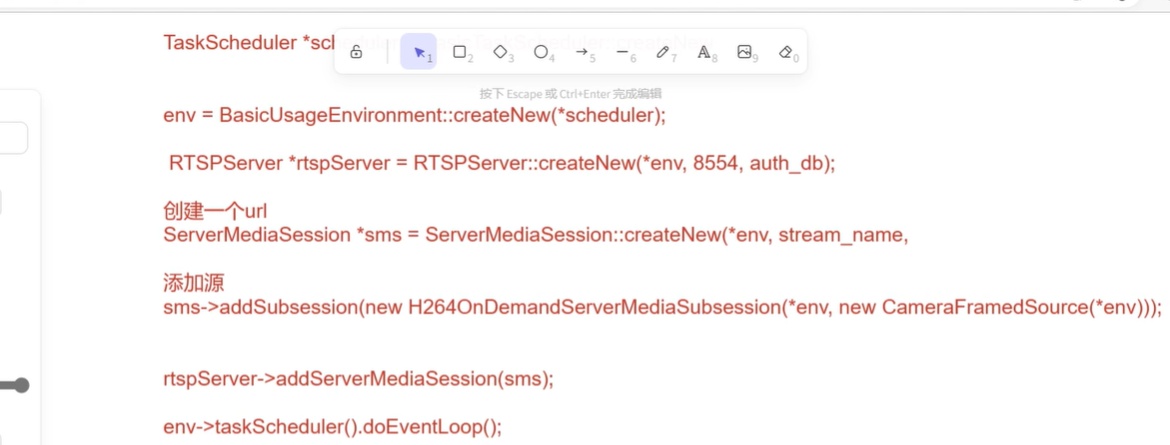 TaskScheduler *scl
1
2
3
4
5
6
7
A 8
9
0
按下 Escape 或 Ctrl+Enter 完成编辑
env = BasicUsageEnvironment::createNew(*scheduler);
RTSPServer *rtspServer = RTSPServer::createNew(*env, 8554, auth_db);
创建一个url
ServerMediaSession *sms = ServerMediaSession::createNew(*env, stream_name,
添加源
sms->addSubsession(new H264OnDemandServerMediaSubsession(*env, new CameraFramedSource(*env)));
rtspServer->addServerMediaSession(sms);
env->taskScheduler().doEventLoop();